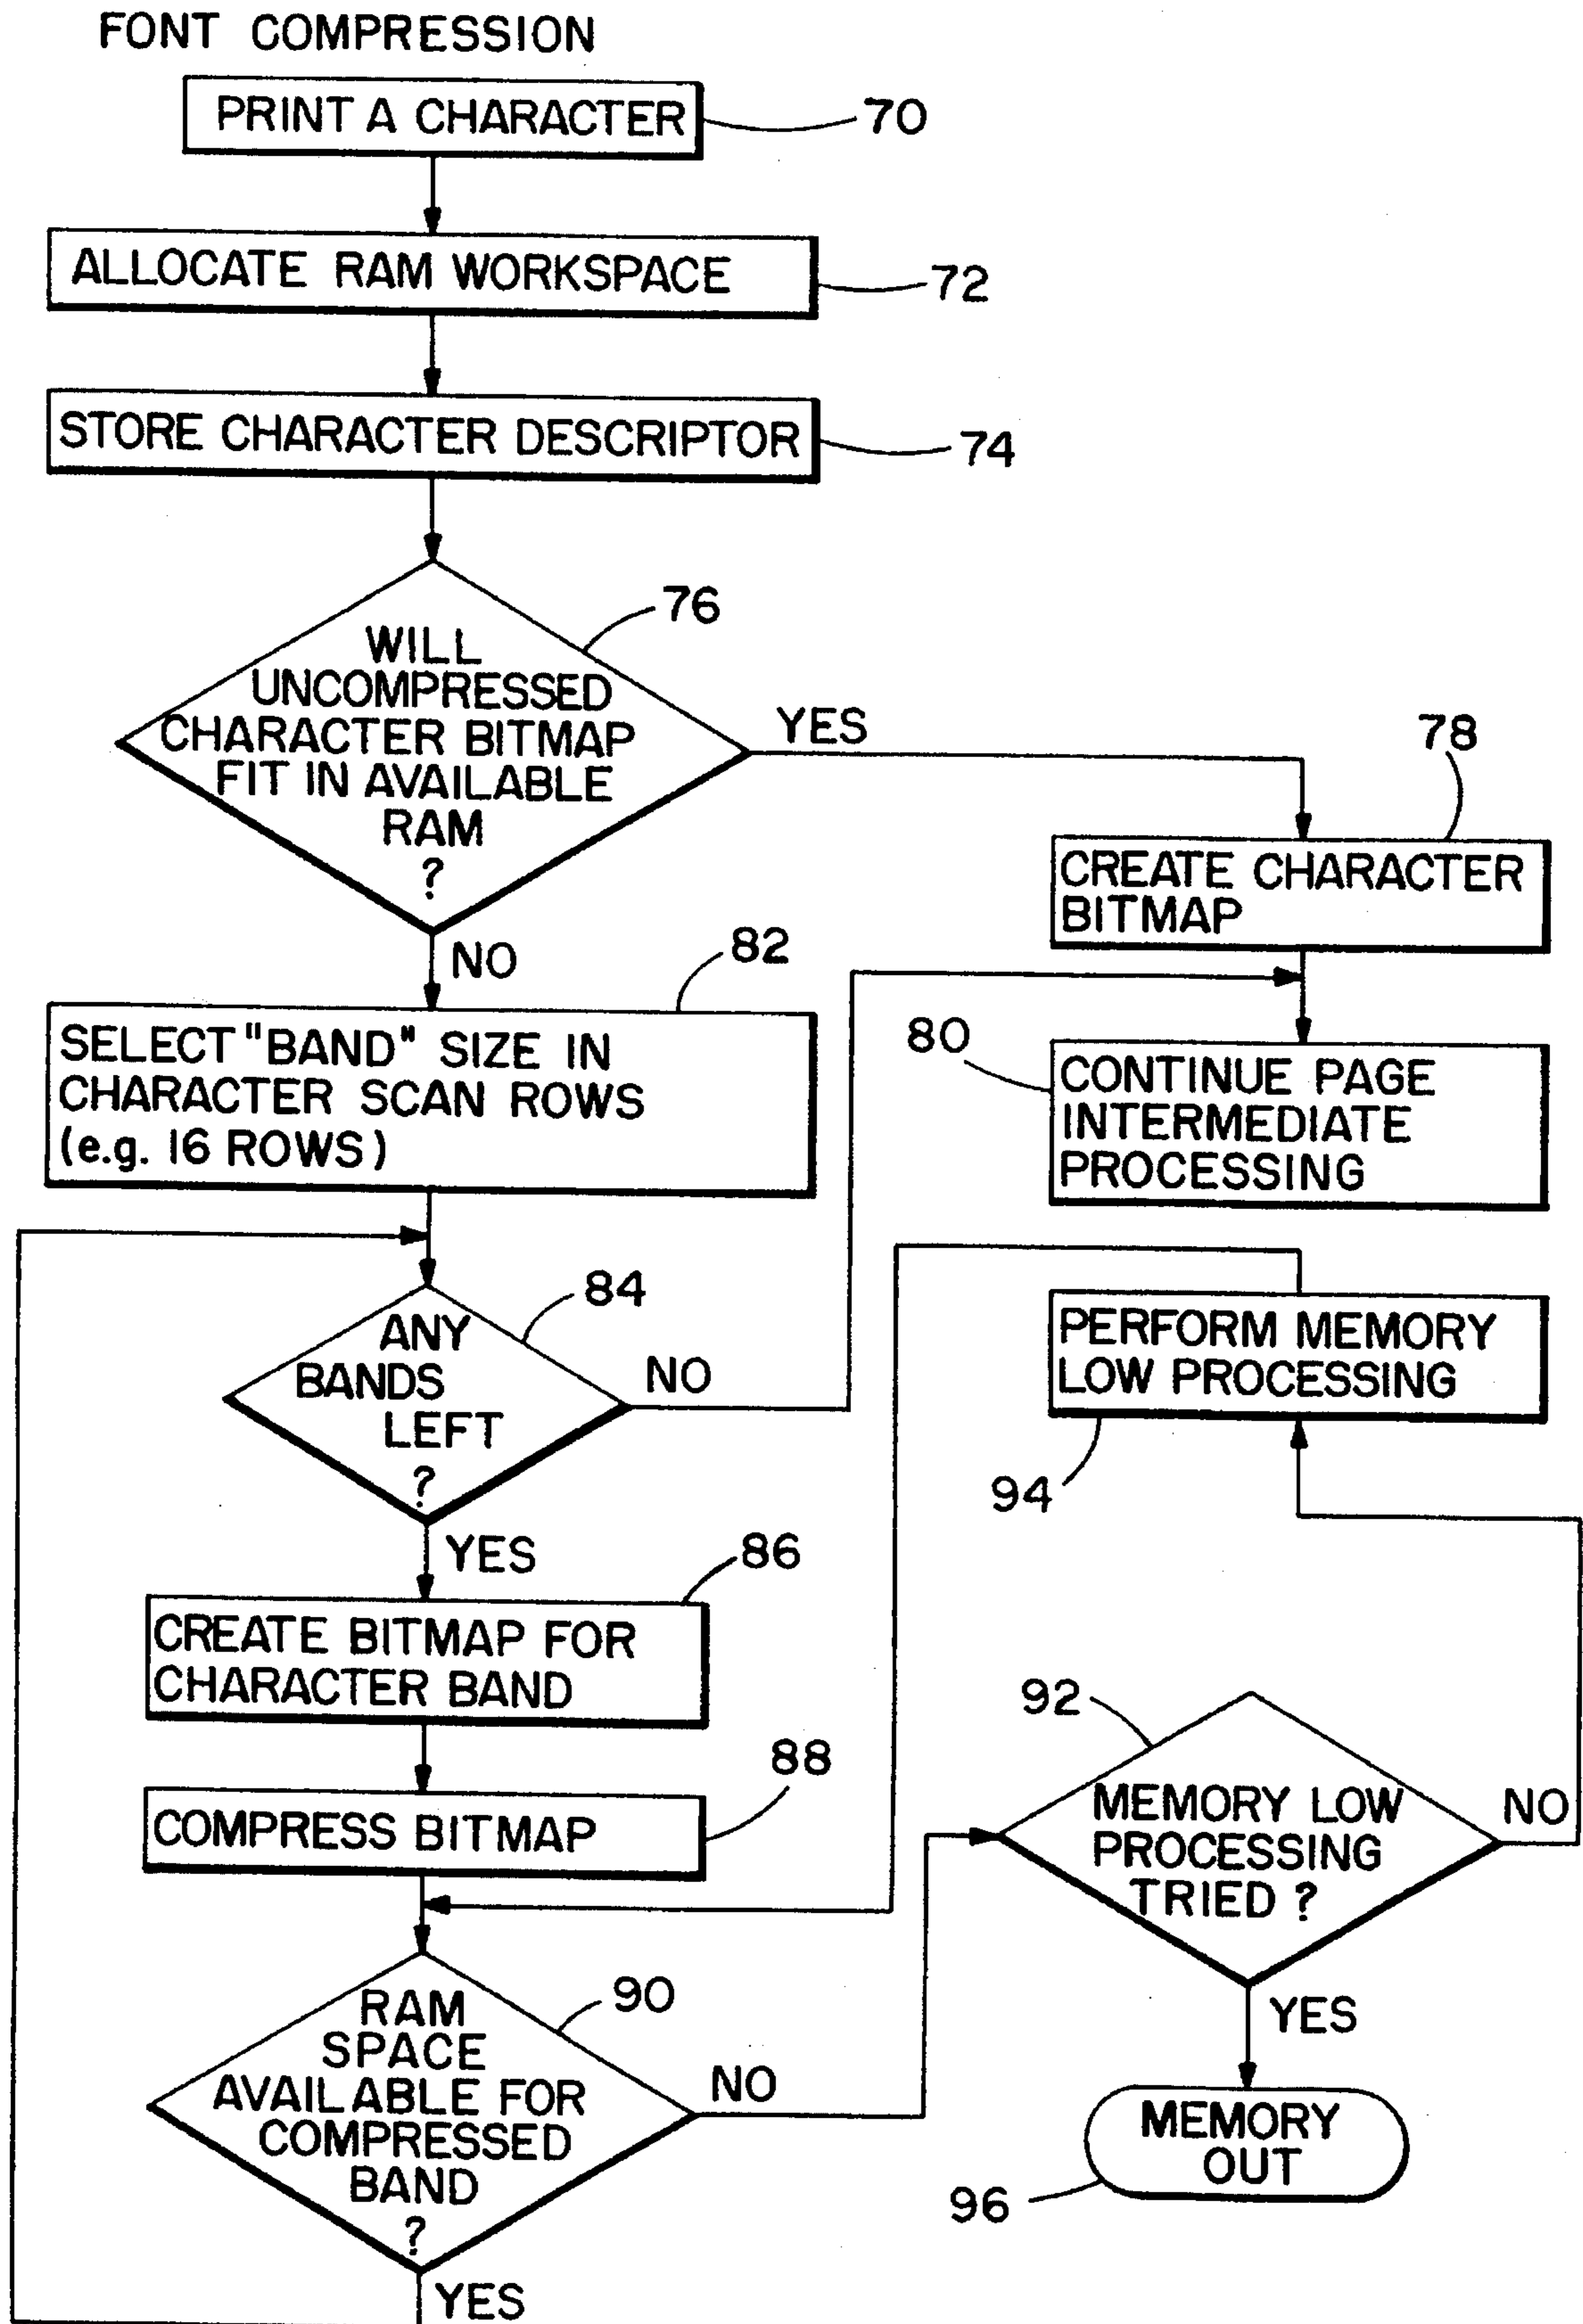 FONT COMPRESSION
PRINT A CHARACTER
70
ALLOCATE RAM WORKSPACE
72
STORE CHARACTER DESCRIPTOR
74
76
WILL
UNCOMPRESSED
CHARACTER BITMAP
FIT IN AVAILABLE
RAM
?
YES
NO
78
CREATE CHARACTER
BITMAP
80
CONTINUE PAGE
INTERMEDIATE
PROCESSING
82
SELECT "BAND" SIZE IN
CHARACTER SCAN ROWS
(e.g. 16 ROWS)
84
ANY
BANDS
LEFT
?
NO
YES
86
CREATE BITMAP FOR
CHARACTER BAND
88
COMPRESS BITMAP
90
RAM
SPACE
AVAILABLE FOR
COMPRESSED
BAND
?
NO
YES
92
MEMORY LOW
PROCESSING
TRIED ?
NO
YES
PERFORM MEMORY
LOW PROCESSING
94
MEMORY
OUT
96